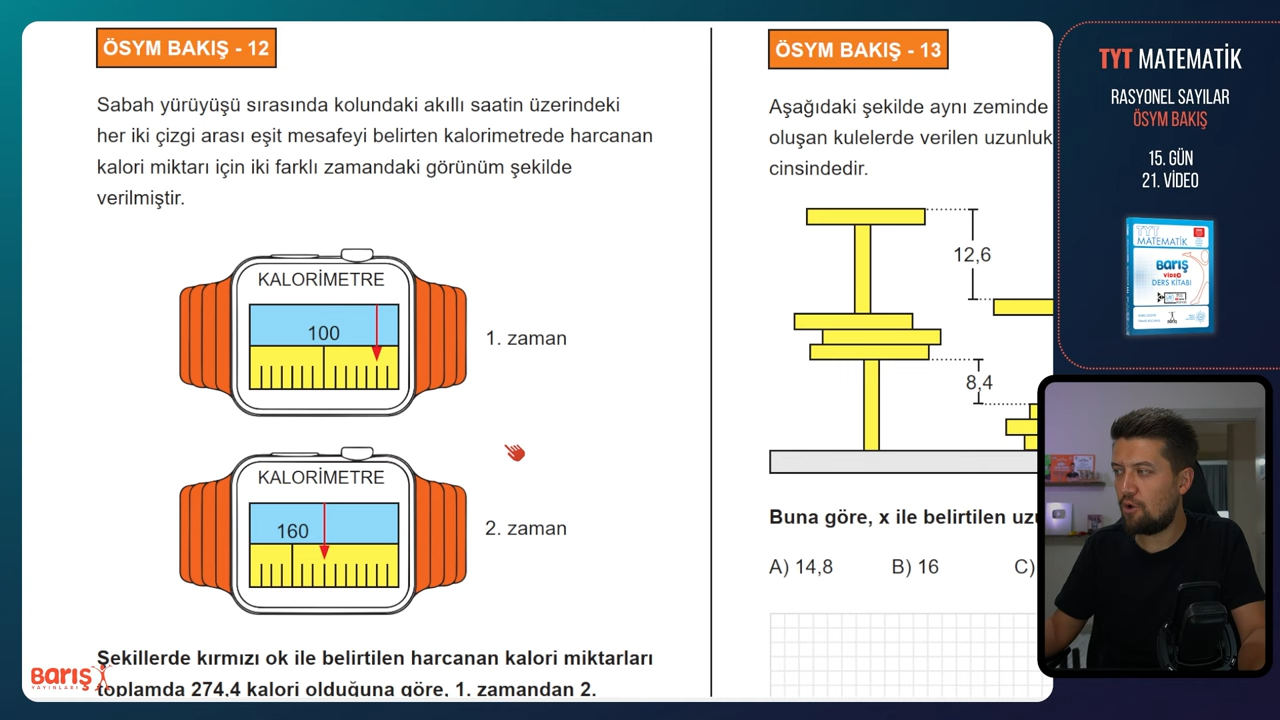 ÖSYM BAKIŞ - 12
Sabah yürüyüşü sırasında kolundaki akıllı saatin üzerindeki
her iki çizgi arası eşit mesafeyi belirten kalorimetrede harcanan
kalori miktarı için iki farklı zamandaki görünüm şekilde
verilmiştir.
KALORİMETRE
100
1. zaman
KALORİMETRE
160
2. zaman
Şekillerde kırmızı ok ile belirtilen harcanan kalori miktarları
toplamda 274,4 kalori olduğuna göre, 1. zamandan 2.
BARIŞ
YAYINLARI
ÖSYM BAKIŞ - 13
Aşağıdaki şekilde aynı zeminde
oluşan kulelerde verilen uzunluk
cinsindedir.
12,6
8,4
Buna göre, x ile belirtilen uzu
A) 14,8 B) 16 C)
TYT MATEMATİK
RASYONEL SAYILAR
ÖSYM BAKIŞ
15. GÜN
21. VİDEO
TYT
MATEMATİK
BARIŞ
VİDEO
DERS KİTABI